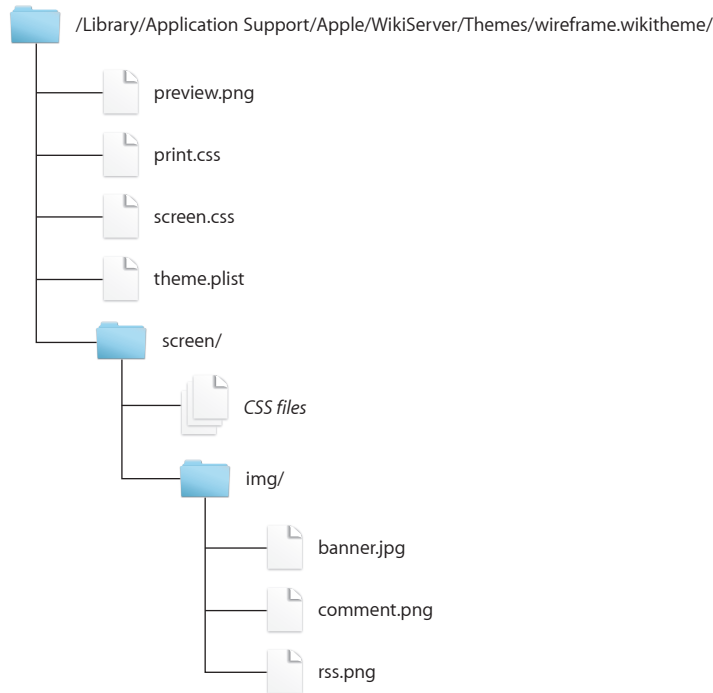 /Library/Application Support/Apple/WikiServer/Themes/wireframe.wikitheme/
preview.png
print.css
screen.css
theme.plist
screen/
CSS files
img/
banner.jpg
comment.png
rss.png